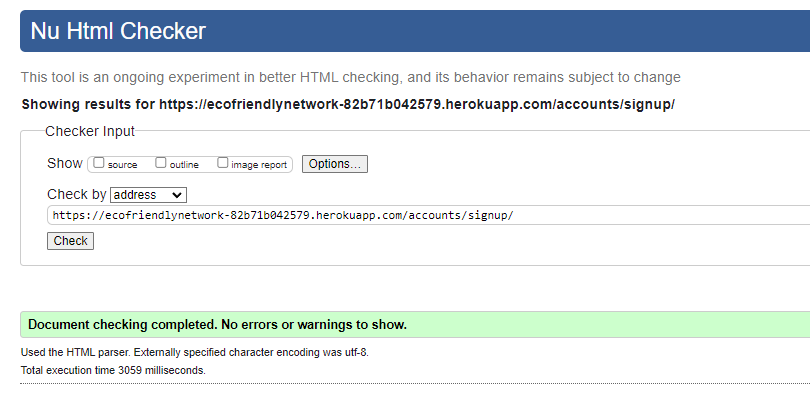 Nu Html Checker
This tool is an ongoing experiment in better HTML checking, and its behavior remains subject to change
Showing results for https://ecofriendlynetwork-82b71b042579.herokuapp.com/accounts/signup/
Checker Input
Show source outline image report Options...
Check by address
https://ecofriendlynetwork-82b71b042579.herokuapp.com/accounts/signup/
Check
Document checking completed. No errors or warnings to show.
Used the HTML parser. Externally specified character encoding was utf-8.
Total execution time 3059 milliseconds.